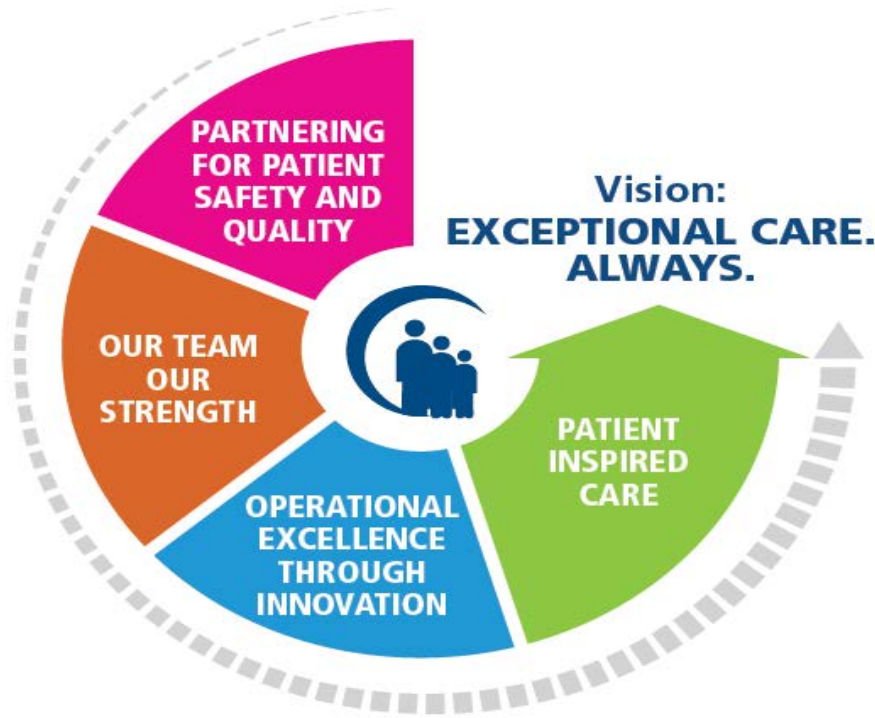 PARTNERING
FOR PATIENT
SAFETY AND
QUALITY
OUR TEAM
OUR
STRENGTH
OPERATIONAL
EXCELLENCE
THROUGH
INNOVATION
PATIENT
INSPIRED
CARE
Vision:
EXCEPTIONAL CARE.
ALWAYS.